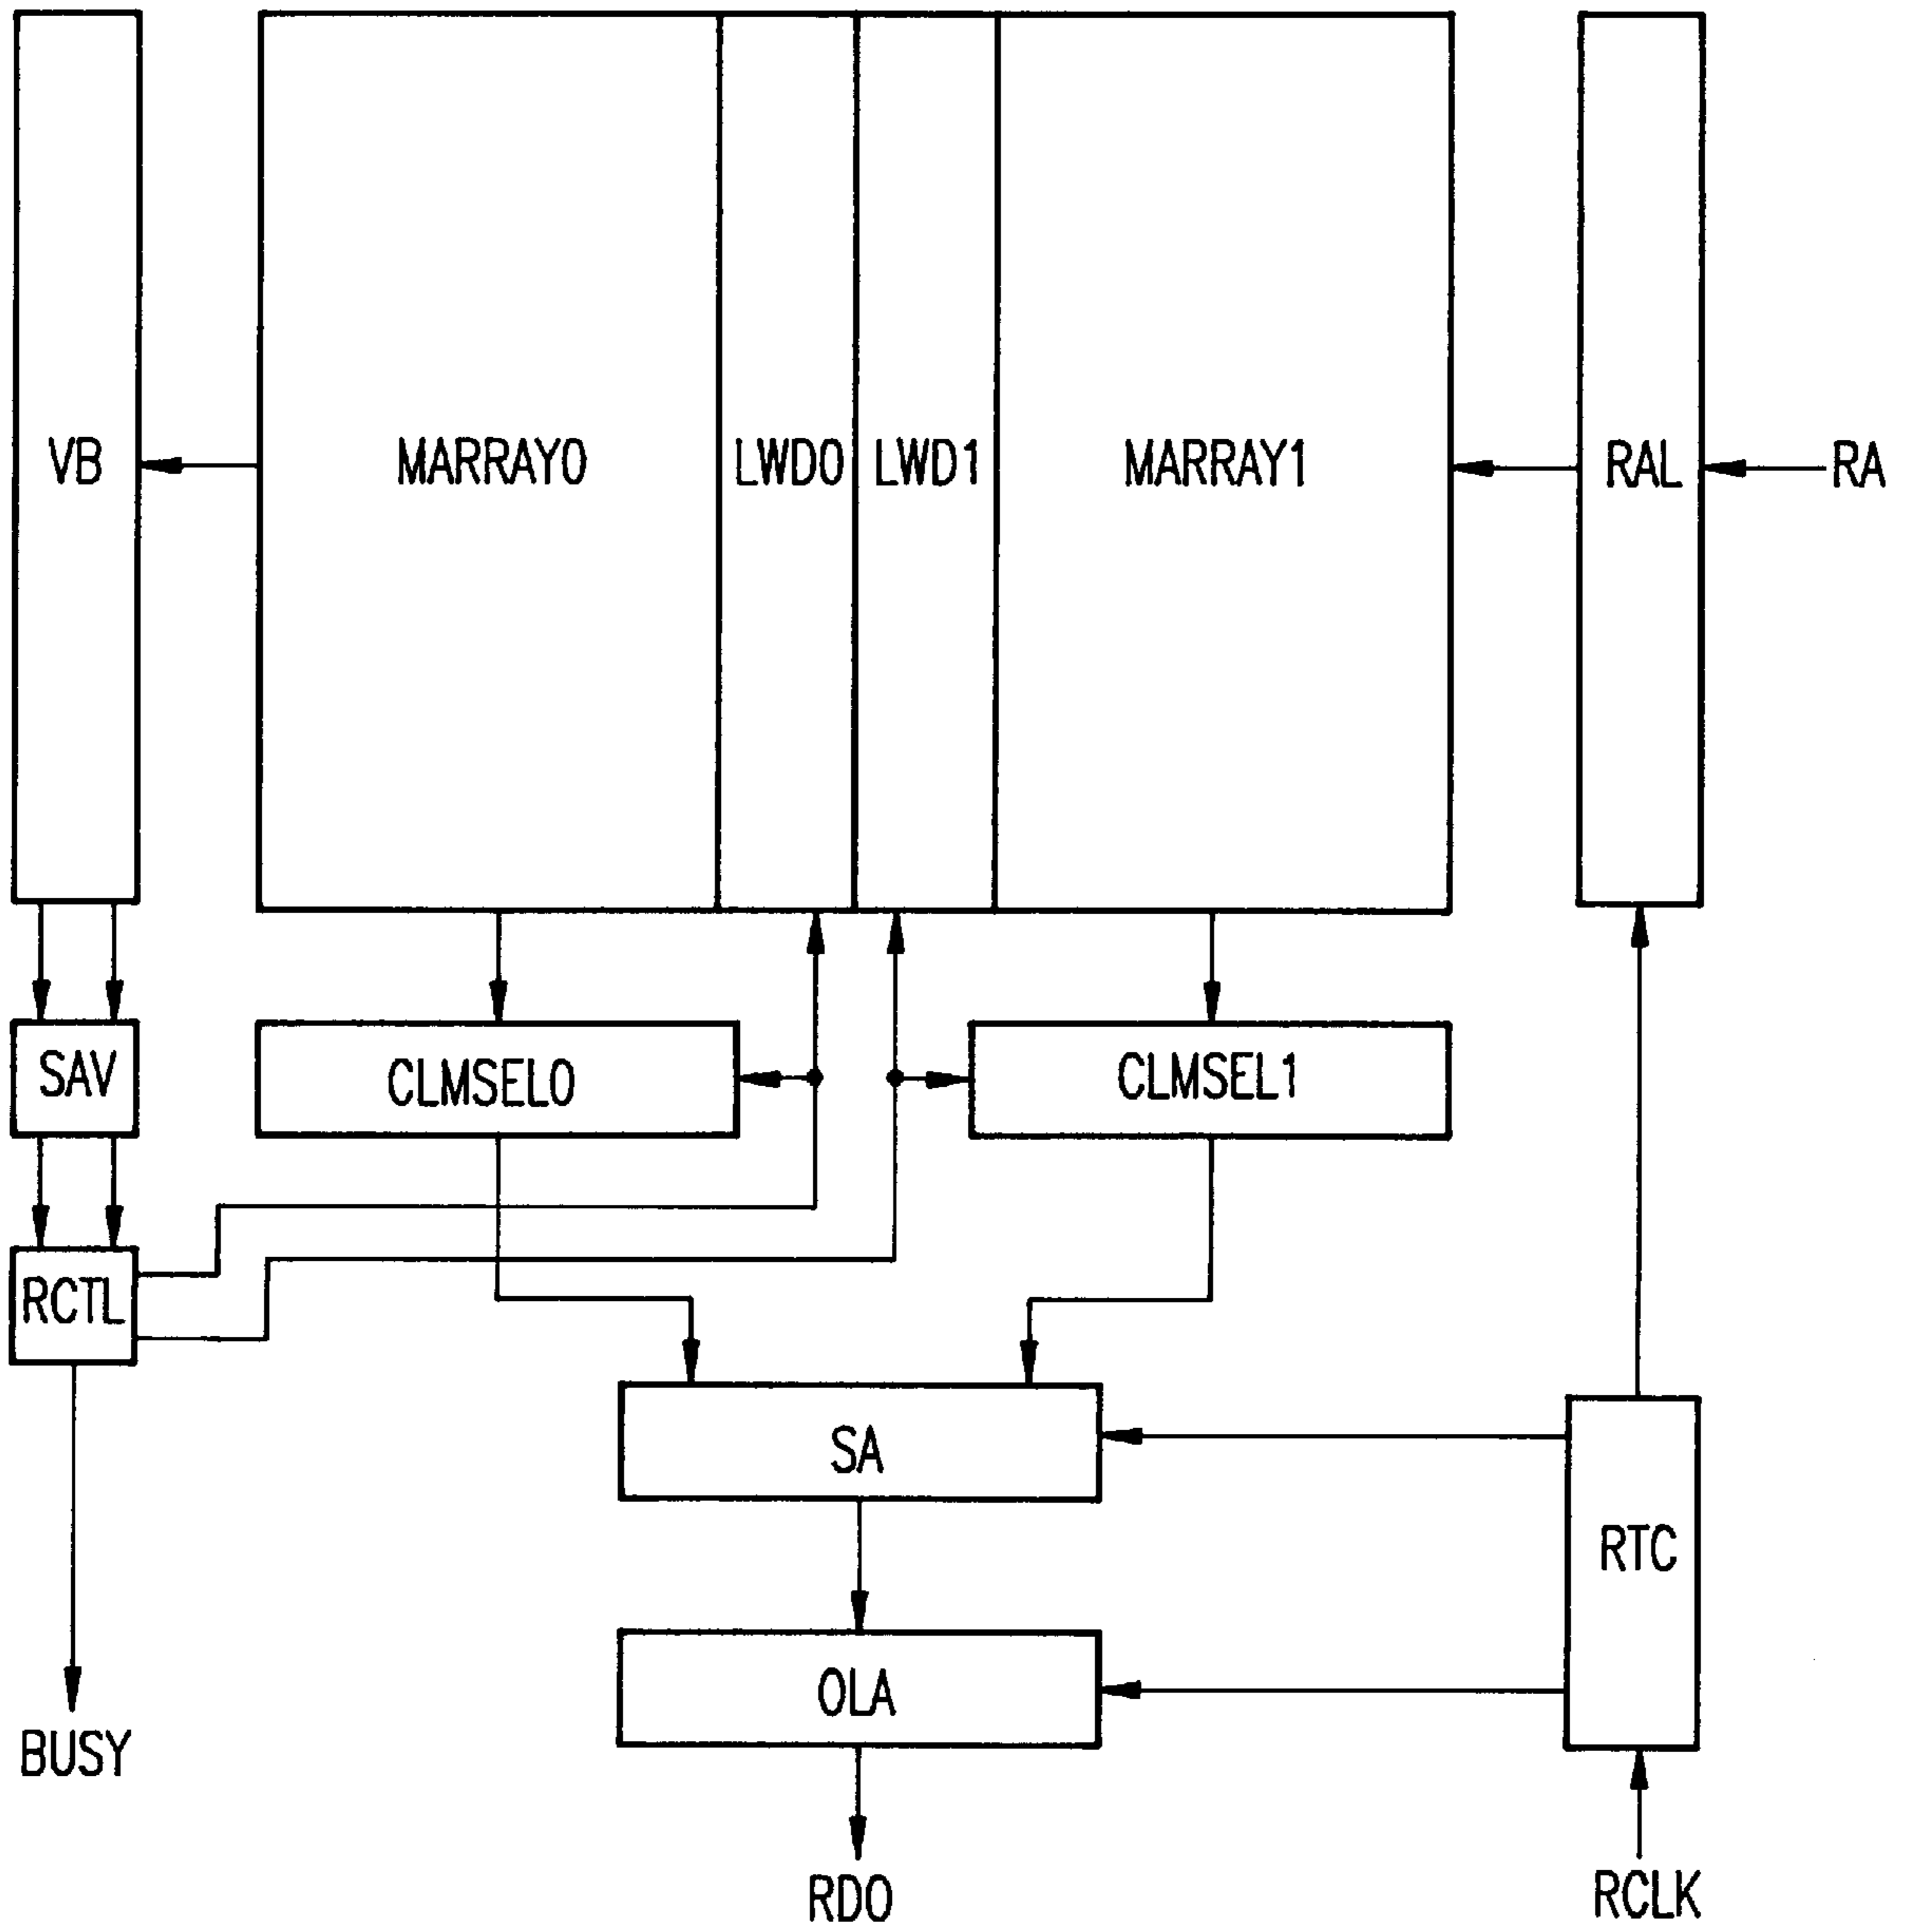 VB
MARRAY0
LWD0
LWD1
MARRAY1
RAL
RA
SAV
CLMSEL0
CLMSEL1
RCTL
SA
RTC
OLA
BUSY
RDO
RCLK